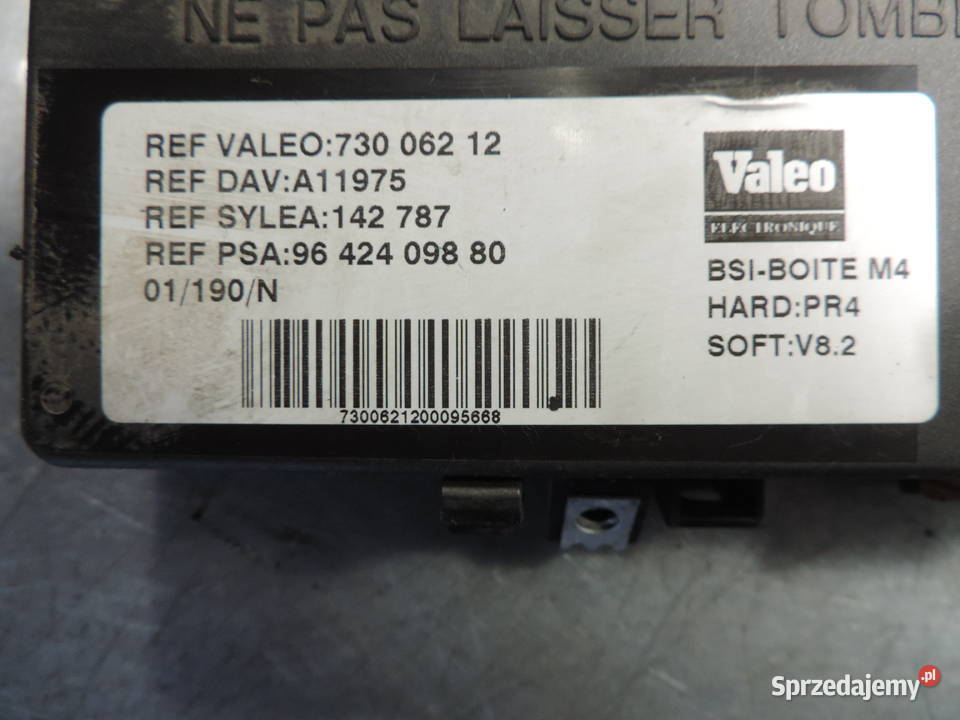 NE PAS LAISSER TOMB
REF VALEO:730 062 12
REF DAV:A11975
REF SYLEA:142 787
REF PSA:96 424 098 80
01/190/N
7300621200095668
Valeo
ELECTRONIQUE
BSI-BOITE M4
HARD:PR4
SOFT:V8.2
Sprzedajemy.pl